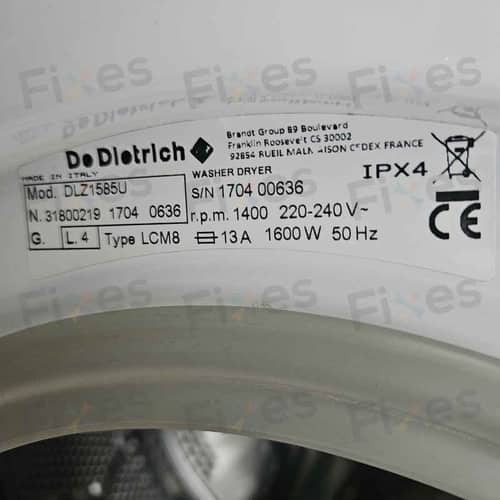 Fixes Fixes Fixes
De Dietrich
Brandt Group 89 Boulevard
Franklin Roosevelt CS 30002
92854 RUEIL MALMAISON CEDEX FRANCE
MADE IN ITALY
WASHER DRYER
IPX4
Mod. DLZ1585U
S/N 1704 00636
N. 31800219 1704 0636
r.p.m. 1400 220-240 V~
CE
G. L. 4 Type LCM8 13 A 1600 W 50 Hz
Fixes Fixes Fixes
Fixes Fixes Fixes